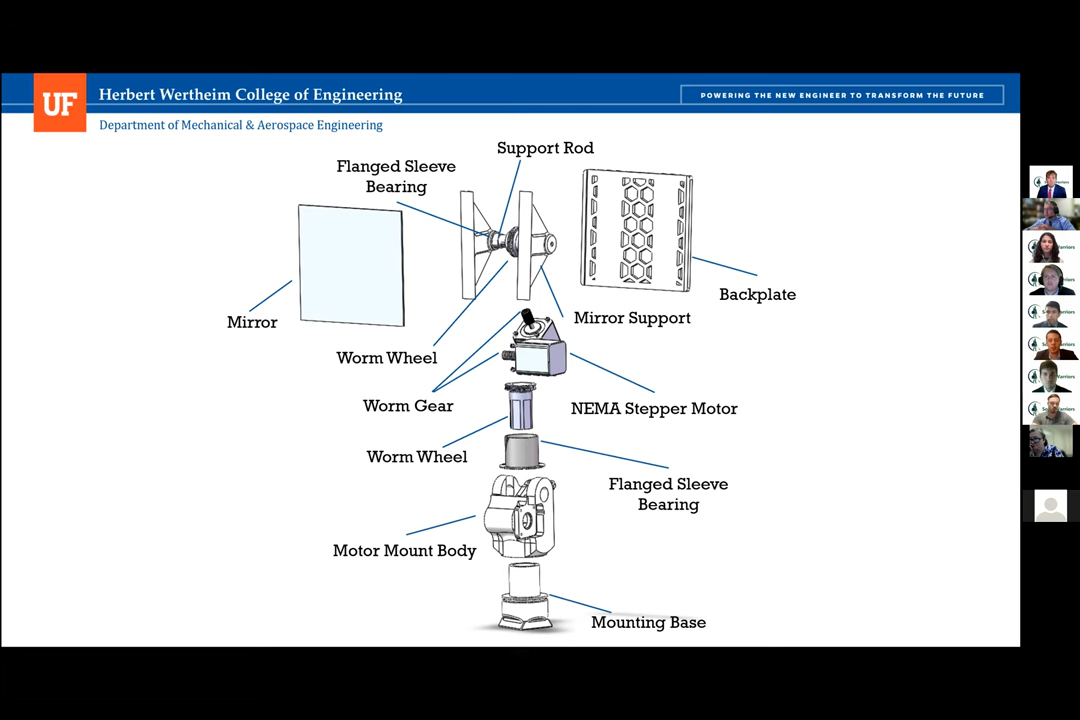 UF
Herbert Wertheim College of Engineering
POWERING THE NEW ENGINEER TO TRANSFORM THE FUTURE
Department of Mechanical & Aerospace Engineering
Support Rod
Flanged Sleeve
Bearing
Backplate
Mirror
Mirror Support
Worm Wheel
Worm Gear
NEMA Stepper Motor
Worm Wheel
Flanged Sleeve
Bearing
Motor Mount Body
Mounting Base